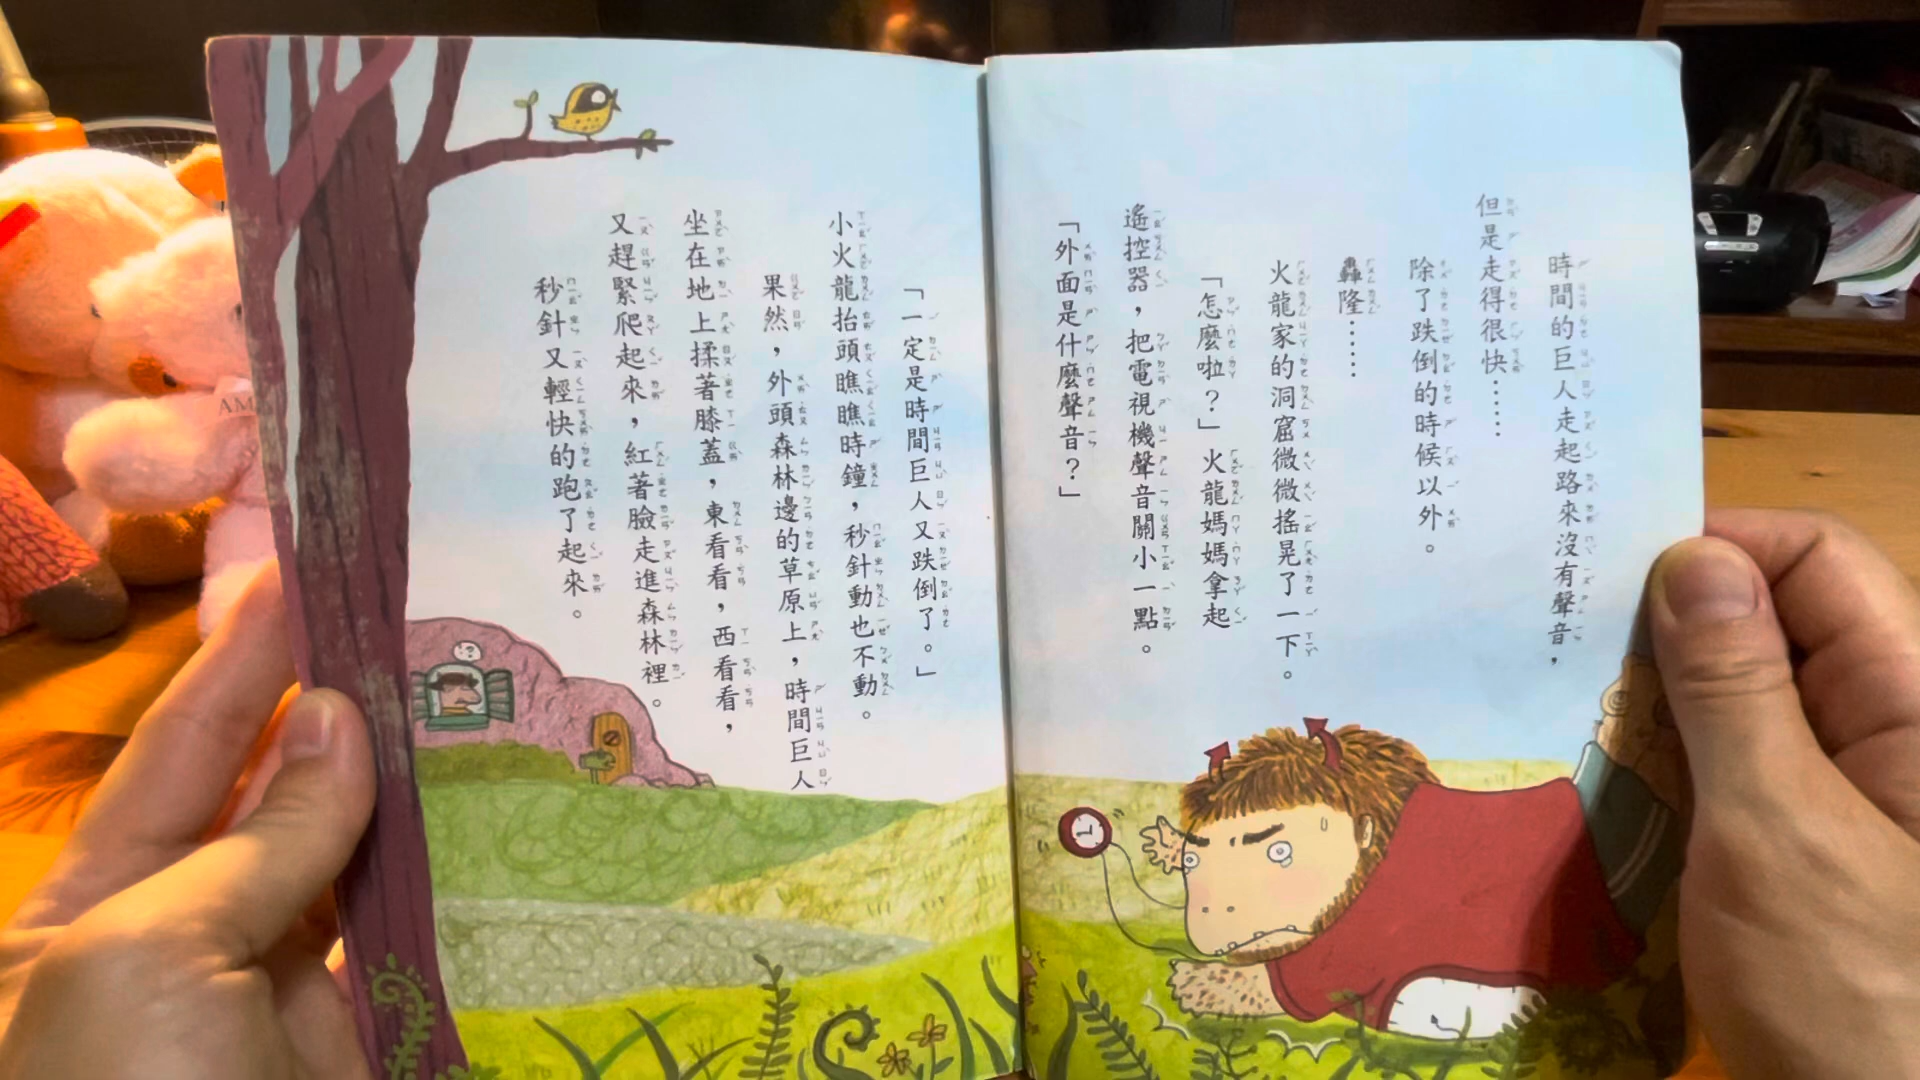 時間的巨人走起路來沒有聲音，
但是走得很快……
除了跌倒的時候以外。
轟隆……
火龍家的洞窟微微搖晃了一下。
「怎麼啦？」火龍媽媽拿起
遙控器，把電視機聲音關小一點。
「外面是什麼聲音？」
「一定是時間巨人又跌倒了。」
小火龍抬頭瞧瞧時鐘，秒針動也不動。
果然，外頭森林邊的草原上，時間巨人
坐在地上揉著膝蓋，東看看，西看看，
又趕緊爬起來，紅著臉走進森林裡。
秒針又輕快的跑了起來。
!?
AM